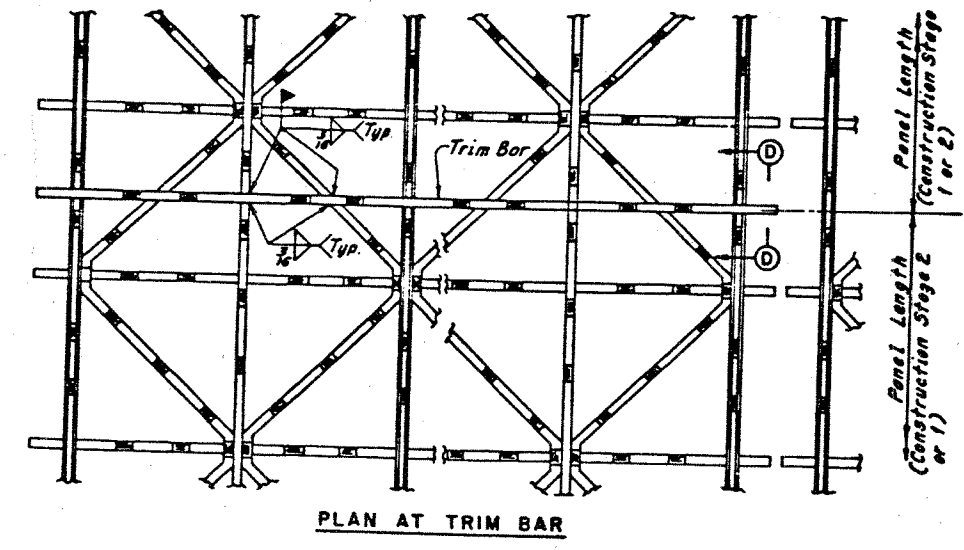 Panel Length
(Construction Stage
1 or 2)
3/16
Typ.
Trim Bar
D
3/16
Typ.
D
Panel Length
(Construction Stage 2
or 1)
PLAN AT TRIM BAR